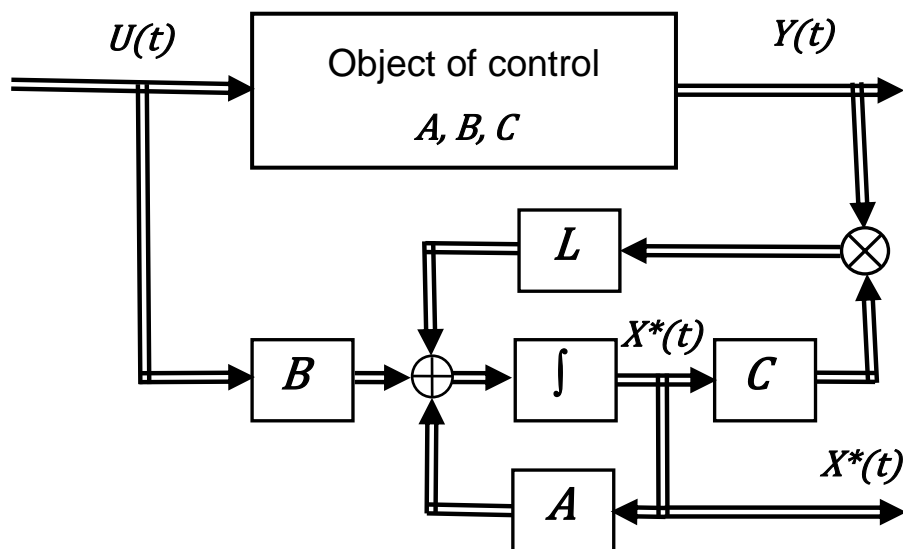 U(t)
Y(t)
Object of control
A, B, C
L
X*(t)
B
∫
C
X*(t)
A